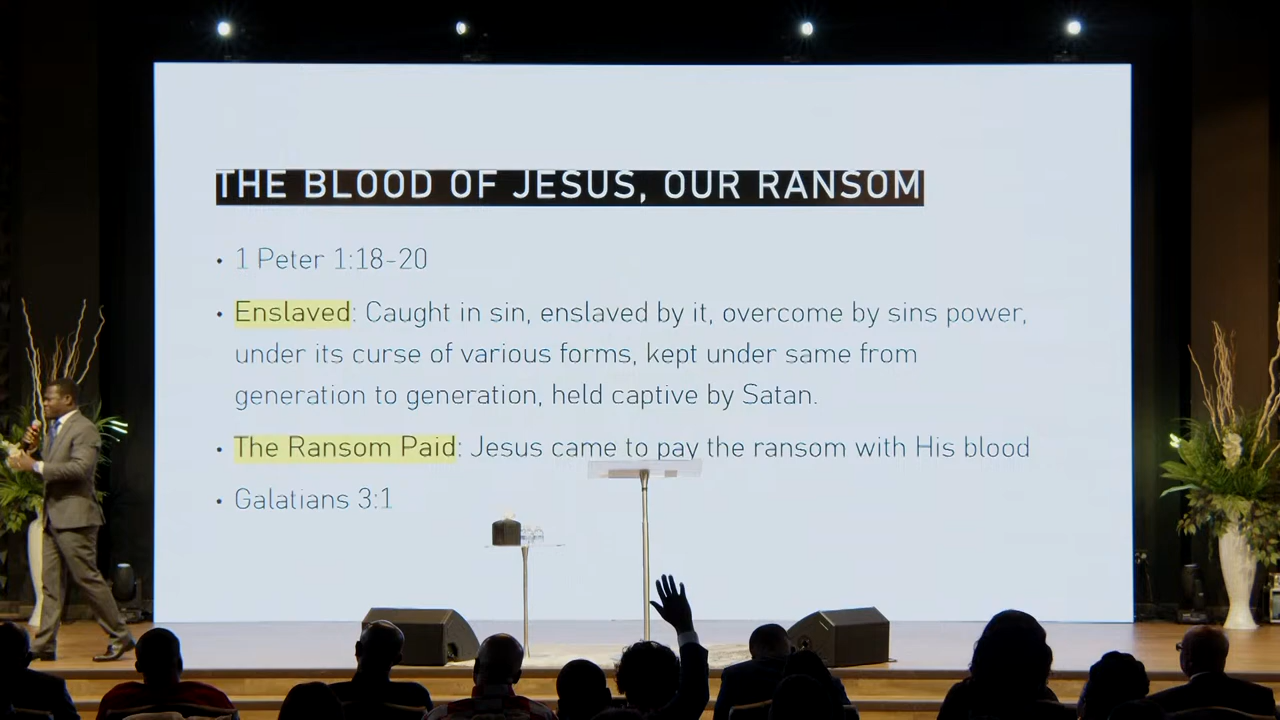 THE BLOOD OF JESUS, OUR RANSOM
• 1 Peter 1:18-20
• Enslaved: Caught in sin, enslaved by it, overcome by sins power,
under its curse of various forms, kept under same from
generation to generation, held captive by Satan.
• The Ransom Paid: Jesus came to pay the ransom with His blood
• Galatians 3:1